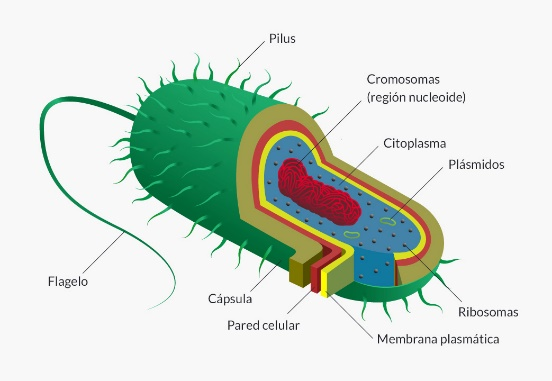 Pilus
Cromosomas
(región nucleoide)
Citoplasma
Plásmidos
Flagelo
Cápsula
Pared celular
Ribosomas
Membrana plasmática